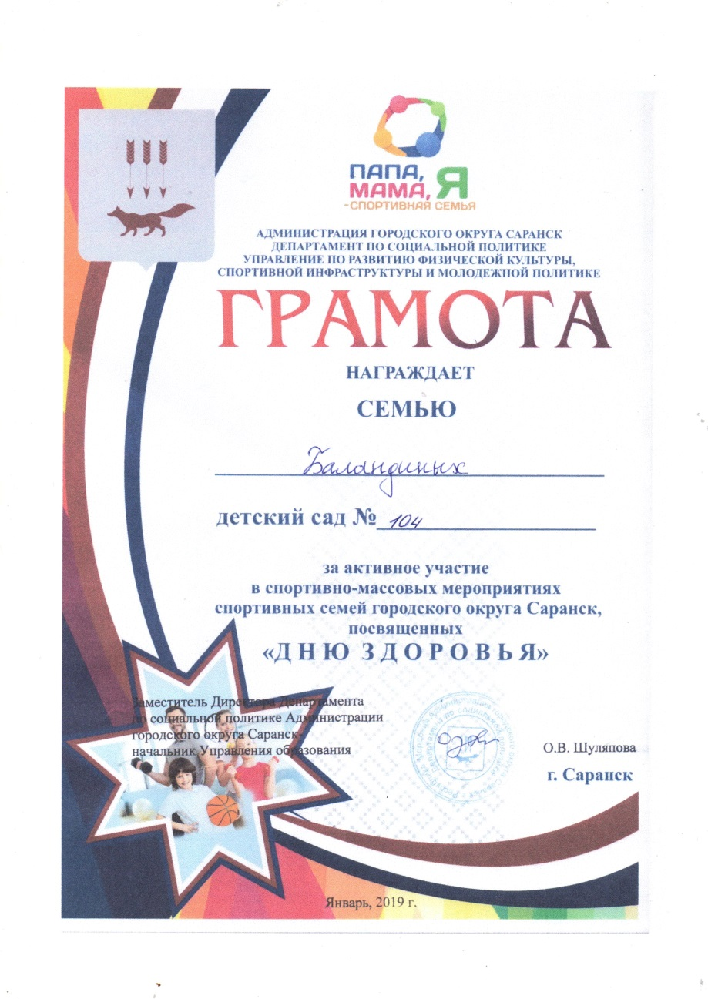 ПАПА,
МАМА, Я
-СПОРТИВНАЯ СЕМЬЯ
АДМИНИСТРАЦИЯ ГОРОДСКОГО ОКРУГА САРАНСК
ДЕПАРТАМЕНТ ПО СОЦИАЛЬНОЙ ПОЛИТИКЕ
УПРАВЛЕНИЕ ПО РАЗВИТИЮ ФИЗИЧЕСКОЙ КУЛЬТУРЫ,
СПОРТИВНОЙ ИНФРАСТРУКТУРЫ И МОЛОДЕЖНОЙ ПОЛИТИКЕ
ГРАМОТА
НАГРАЖДАЕТ
СЕМЬЮ
Баландиных
детский сад № 104
за активное участие
в спортивно-массовых мероприятиях
спортивных семей городского округа Саранск,
посвященных
«ДНЮ ЗДОРОВЬЯ»
Заместитель Директора Департамента
по социальной политике Администрации
городского округа Саранск-
начальник Управления образования
О.В. Шуляпова
г. Саранск
Январь, 2019 г.